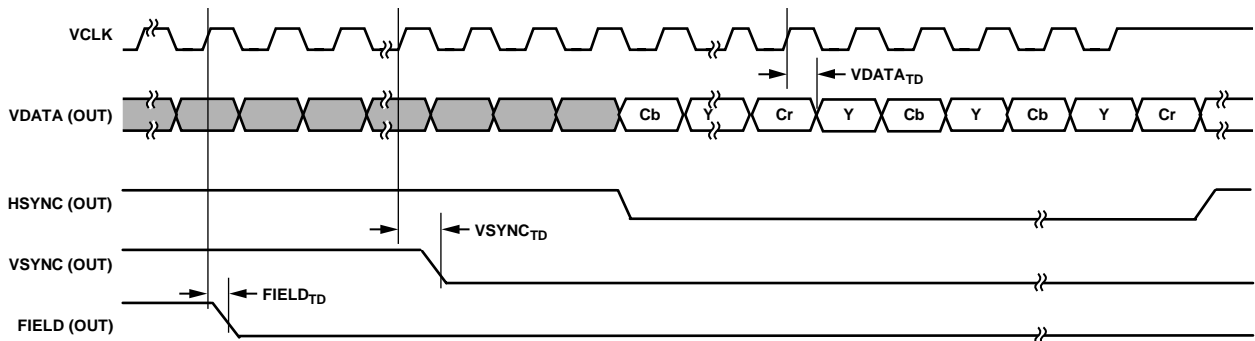 VCLK
VDATA_TD
VDATA (OUT)
Cb Y Cr Y Cb Y Cb Y Cr
HSYNC (OUT)
VSYNC_TD
VSYNC (OUT)
FIELD_TD
FIELD (OUT)